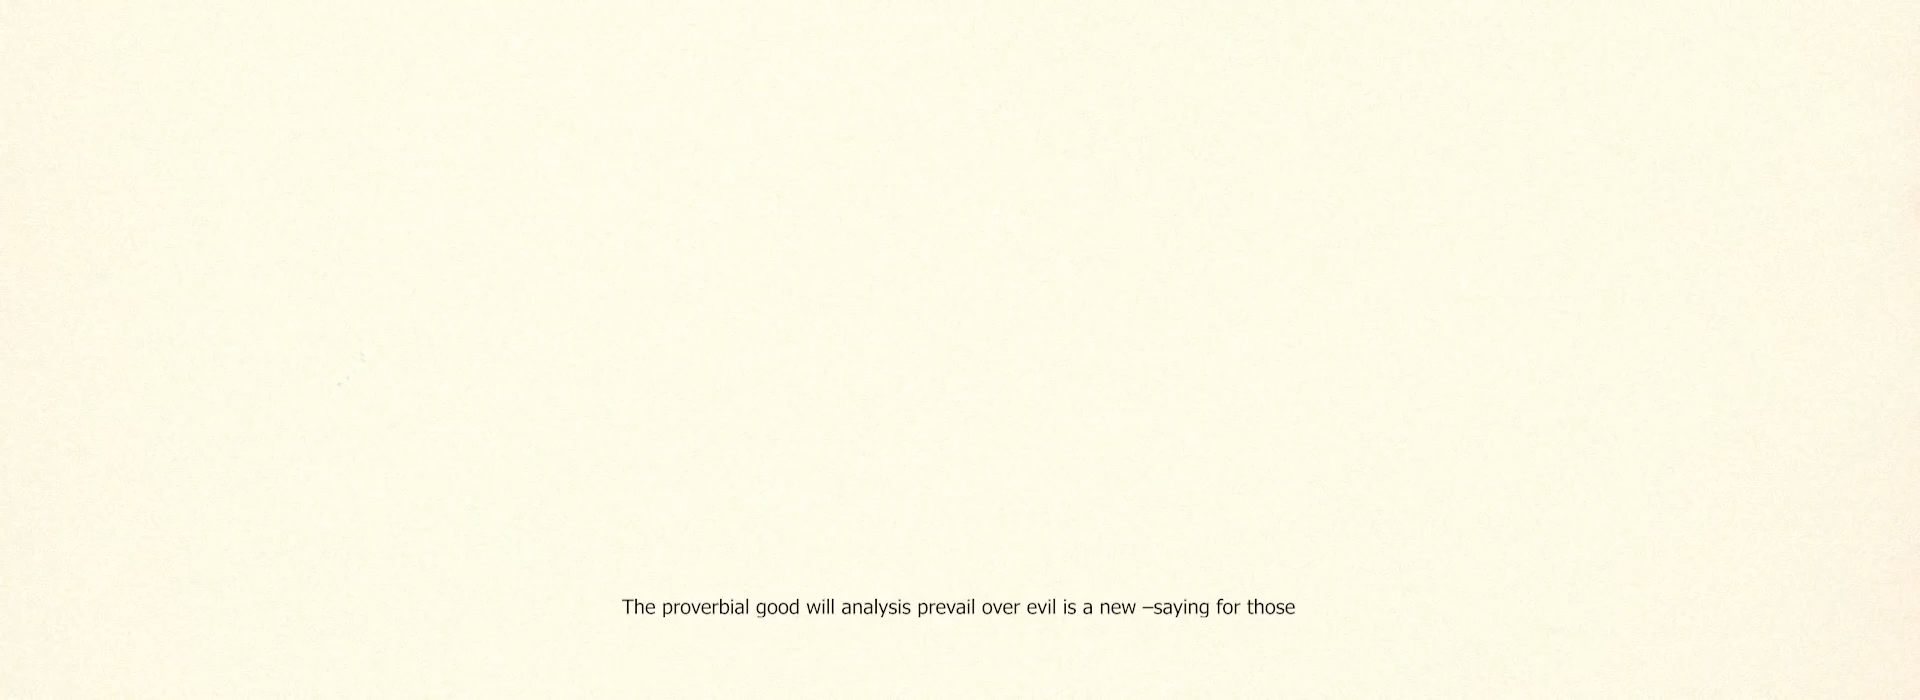 The proverbial good will analysis prevail over evil is a new –saying for those